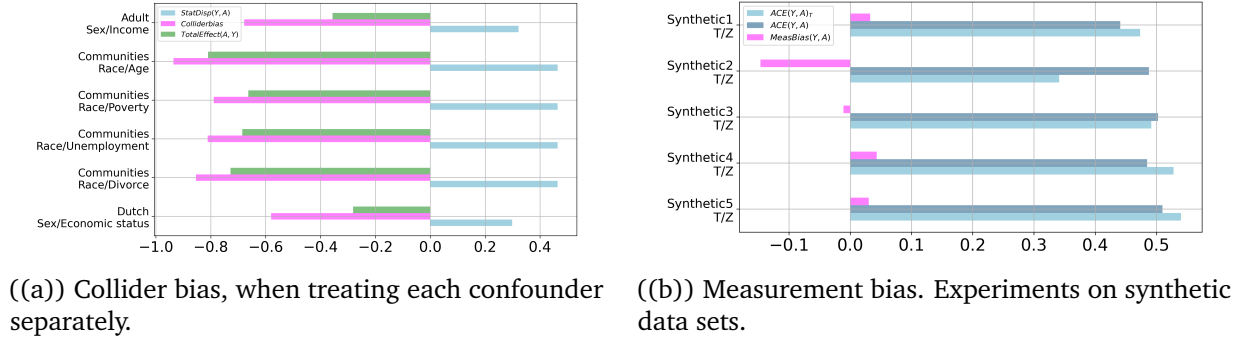 StatDisp(Y, A)
Colliderbias
TotalEffect(A, Y)
Adult
Sex/Income
Communities
Race/Age
Communities
Race/Poverty
Communities
Race/Unemployment
Communities
Race/Divorce
Dutch
Sex/Economic status
−1.0 −0.8 −0.6 −0.4 −0.2 0.0 0.2 0.4
((a)) Collider bias, when treating each confounder
separately.
ACE(Y, A)T
ACE(Y, A)
MeasBias(Y, A)
Synthetic1
T/Z
Synthetic2
T/Z
Synthetic3
T/Z
Synthetic4
T/Z
Synthetic5
T/Z
−0.1 0.0 0.1 0.2 0.3 0.4 0.5
((b)) Measurement bias. Experiments on synthetic
data sets.